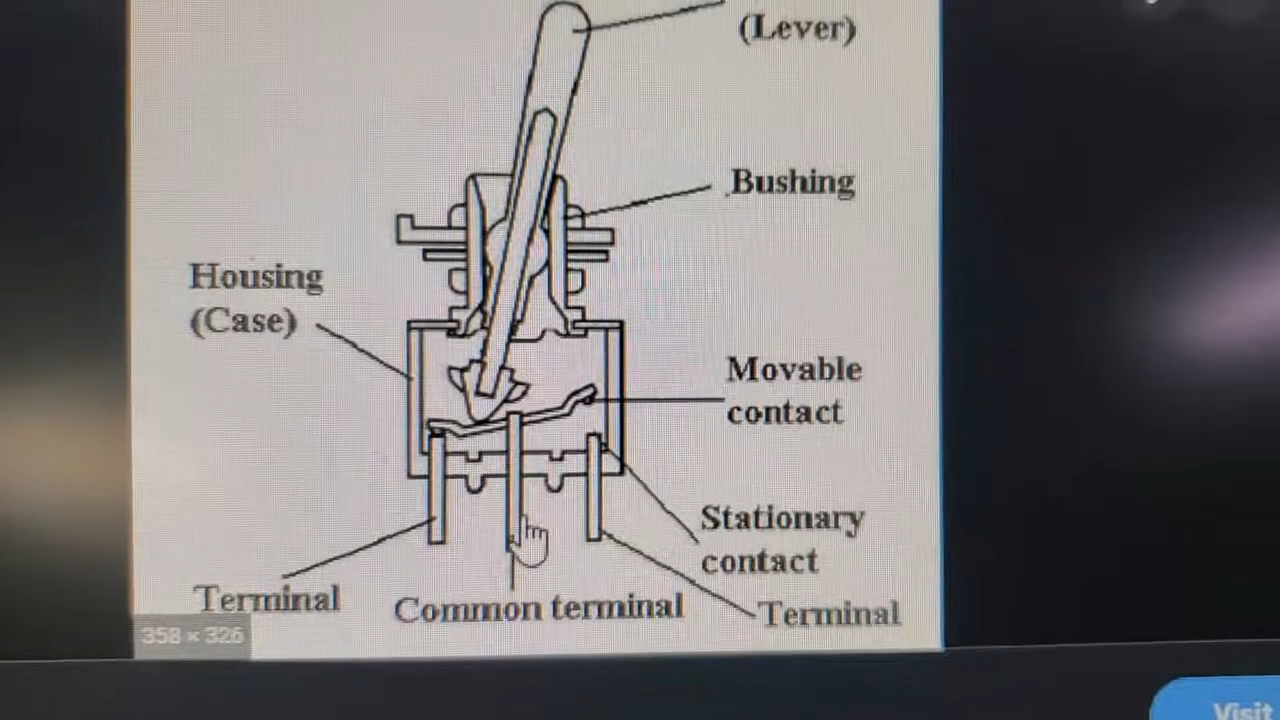 (Lever)
Bushing
Housing
(Case)
Movable
contact
Stationary
contact
Terminal
Common terminal
Terminal
358 × 326
Visit